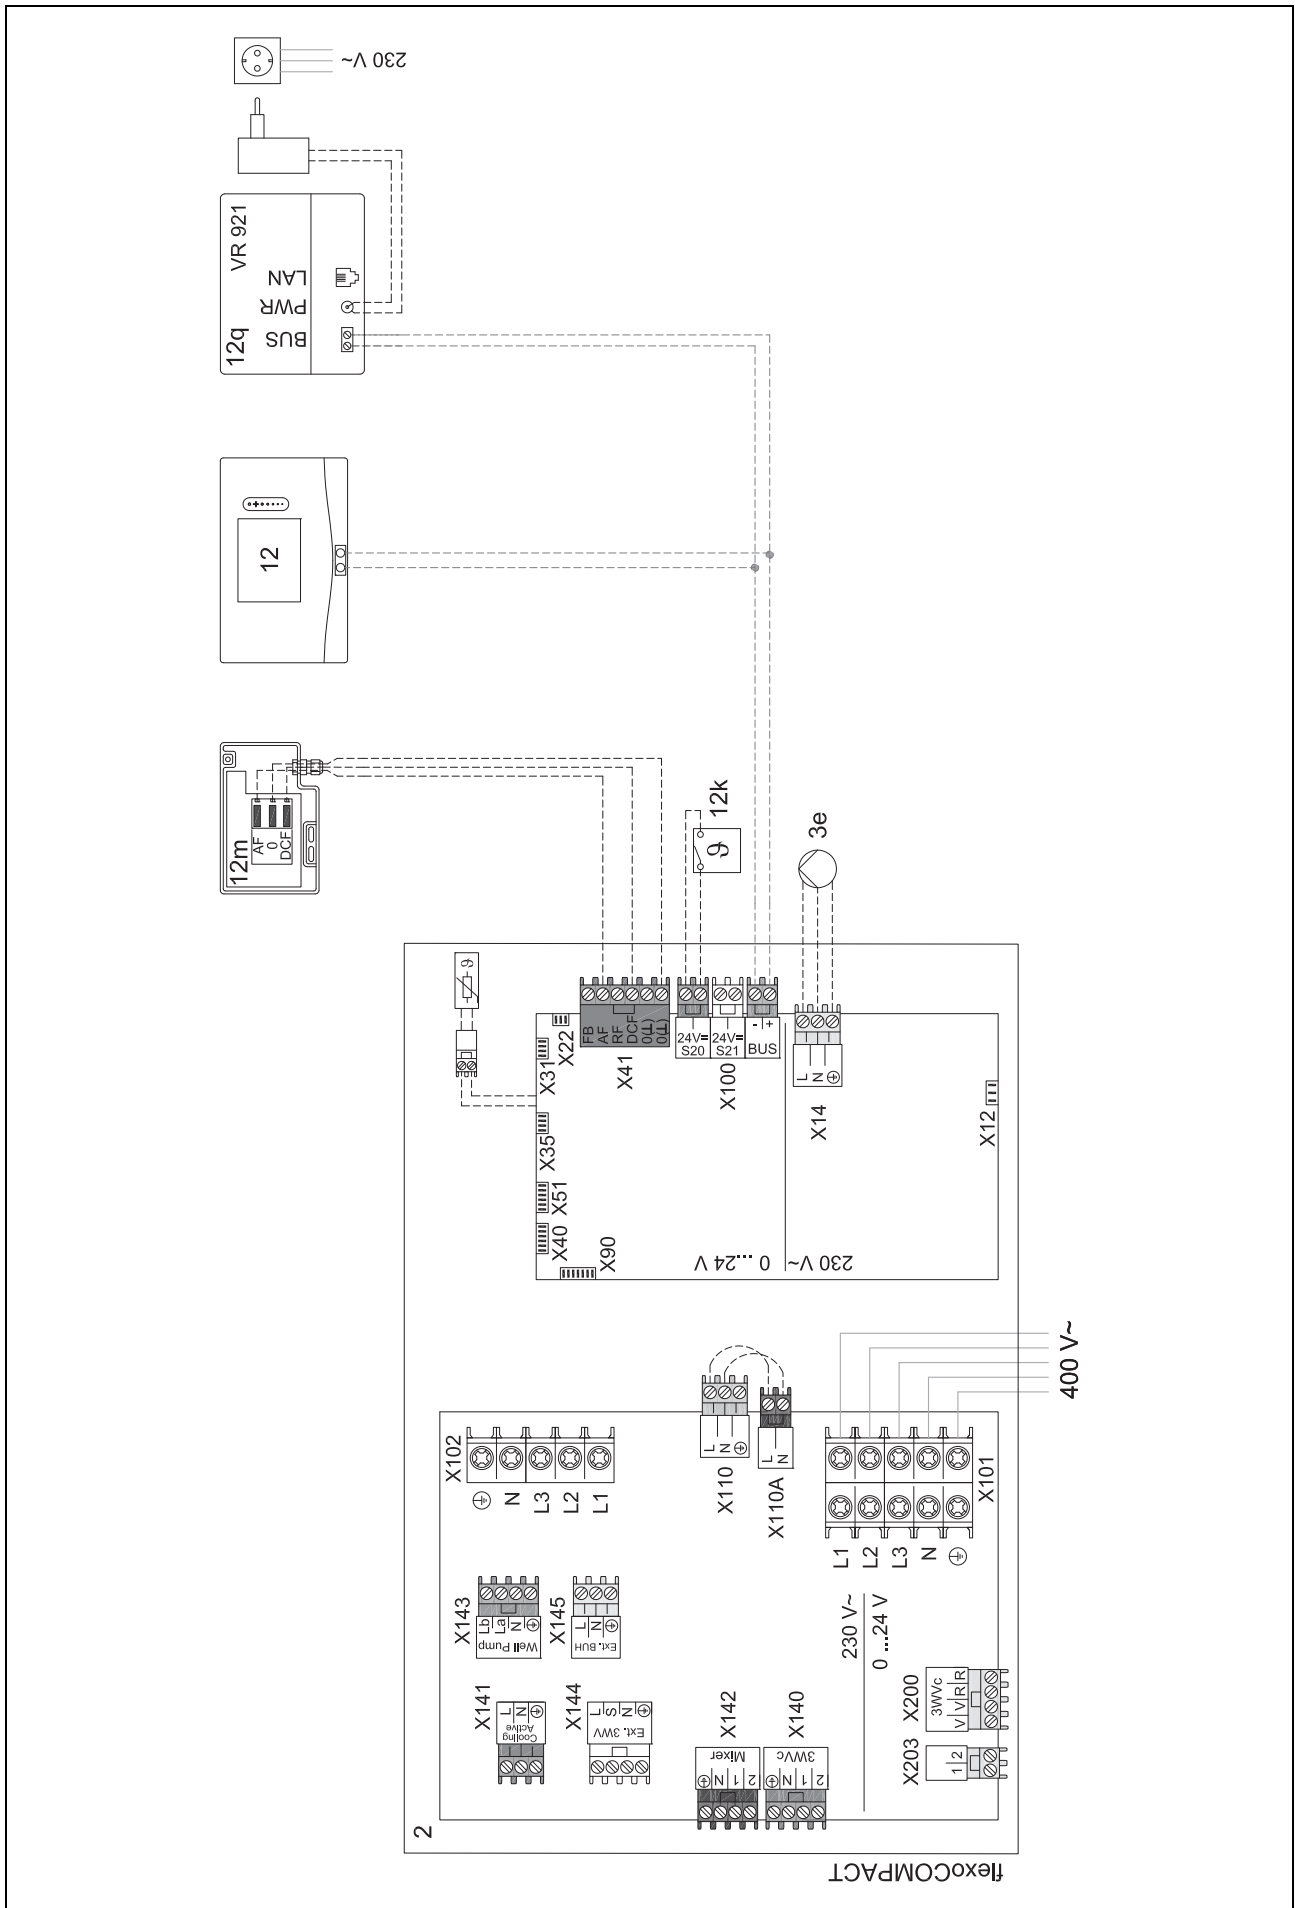 230 V~
VR 921
LAN
PWR
BUS
12q
12
12m
AF
0
DCF
12k
ϑ
3e
ϑ
X22
X31
X35
X51
X40
X90
FB
AF
RF
DCF
0(⊥)
0(⊥)
X41
24V=
S20
24V=
S21
X100
- +
BUS
L
N
X14
X12
0 ...24 V
230 V~
400 V~
X102
N
L3
L2
L1
L
N
X110
L
N
X110A
X101
L1
L2
L3
N
X143
Lb
La
N
Well Pump
X145
L
N
Ext. BUH
230 V~
0 ...24 V
X141
L
N
Cooling
Active
X144
L
S
N
Ext. 3WV
X142
Mixer
N
1
2
X140
3WVc
N
1
2
X200
3WVc
V V R R
X203
1 2
2
flexoCOMPACT